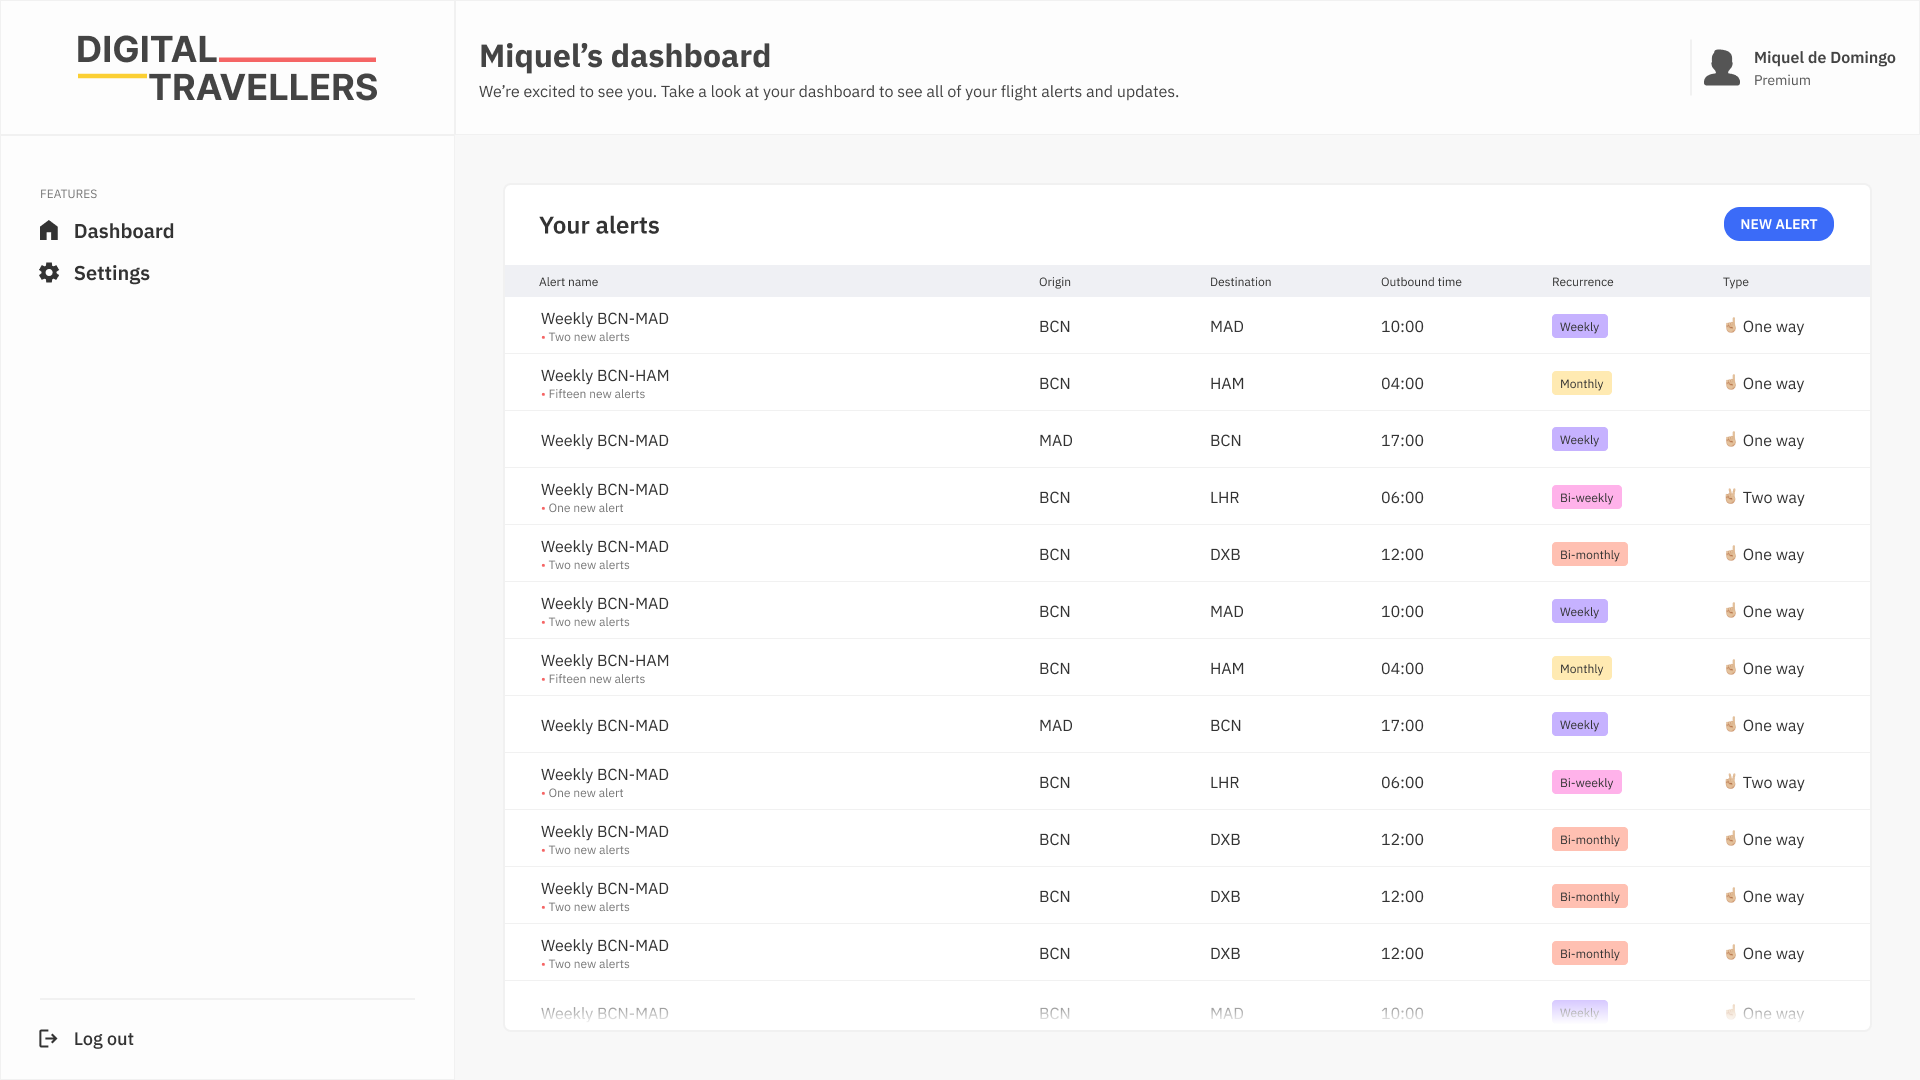 DIGITAL
TRAVELLERS
Miquel’s dashboard
We’re excited to see you. Take a look at your dashboard to see all of your flight alerts and updates.
Miquel de Domingo
Premium
FEATURES
Dashboard
Settings
Log out
Your alerts
NEW ALERT
Alert name Origin Destination Outbound time Recurrence Type
Weekly BCN-MAD
• Two new alerts
BCN MAD 10:00 Weekly One way
Weekly BCN-HAM
• Fifteen new alerts
BCN HAM 04:00 Monthly One way
Weekly BCN-MAD MAD BCN 17:00 Weekly One way
Weekly BCN-MAD
• One new alert
BCN LHR 06:00 Bi-weekly Two way
Weekly BCN-MAD
• Two new alerts
BCN DXB 12:00 Bi-monthly One way
Weekly BCN-MAD
• Two new alerts
BCN MAD 10:00 Weekly One way
Weekly BCN-HAM
• Fifteen new alerts
BCN HAM 04:00 Monthly One way
Weekly BCN-MAD MAD BCN 17:00 Weekly One way
Weekly BCN-MAD
• One new alert
BCN LHR 06:00 Bi-weekly Two way
Weekly BCN-MAD
• Two new alerts
BCN DXB 12:00 Bi-monthly One way
Weekly BCN-MAD
• Two new alerts
BCN DXB 12:00 Bi-monthly One way
Weekly BCN-MAD
• Two new alerts
BCN DXB 12:00 Bi-monthly One way
Weekly BCN-MAD BCN MAD 10:00 Weekly One way